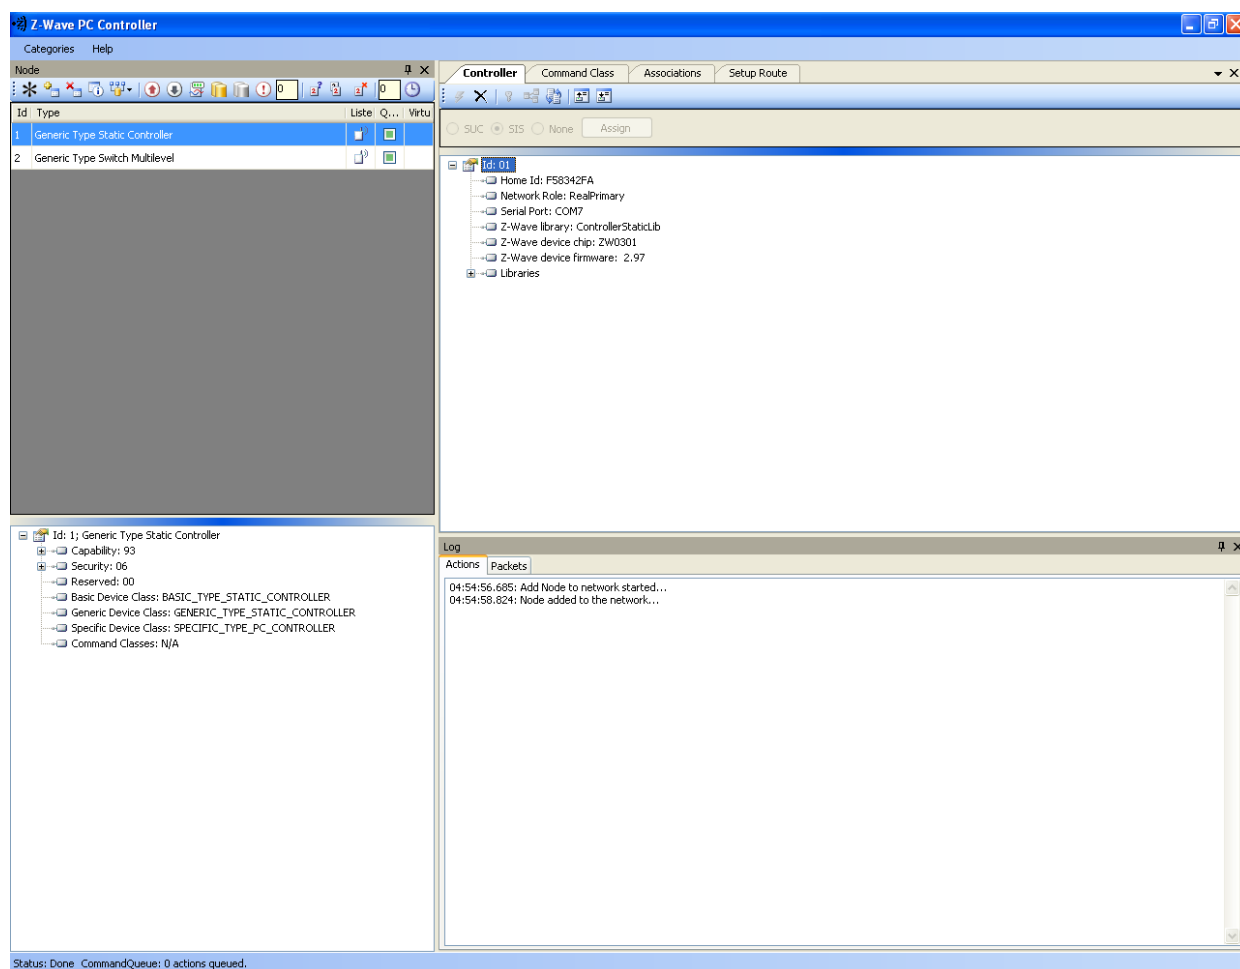 Z-Wave PC Controller
Categories Help
Node
0 0
Id Type Liste Q... Virtu
1 Generic Type Static Controller
2 Generic Type Switch Multilevel
Id: 1; Generic Type Static Controller
Capability: 93
Security: 06
Reserved: 00
Basic Device Class: BASIC_TYPE_STATIC_CONTROLLER
Generic Device Class: GENERIC_TYPE_STATIC_CONTROLLER
Specific Device Class: SPECIFIC_TYPE_PC_CONTROLLER
Command Classes: N/A
Controller Command Class Associations Setup Route
SUC SIS None Assign
Id: 01
Home Id: F58342FA
Network Role: RealPrimary
Serial Port: COM7
Z-Wave library: ControllerStaticLib
Z-Wave device chip: ZW0301
Z-Wave device firmware: 2.97
Libraries
Log
Actions Packets
04:54:56.685: Add Node to network started...
04:54:58.824: Node added to the network...
Status: Done CommandQueue: 0 actions queued.